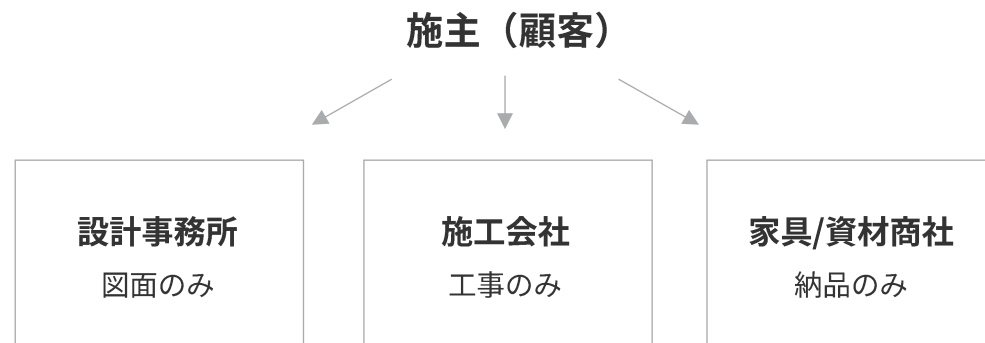 施主（顧客）
設計事務所
図面のみ
施工会社
工事のみ
家具/資材商社
納品のみ